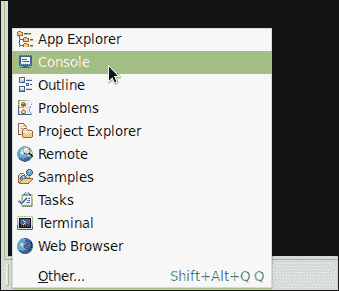 App Explorer
Console
Outline
Problems
Project Explorer
Remote
Samples
Tasks
Terminal
Web Browser
Other... Shift+Alt+Q Q